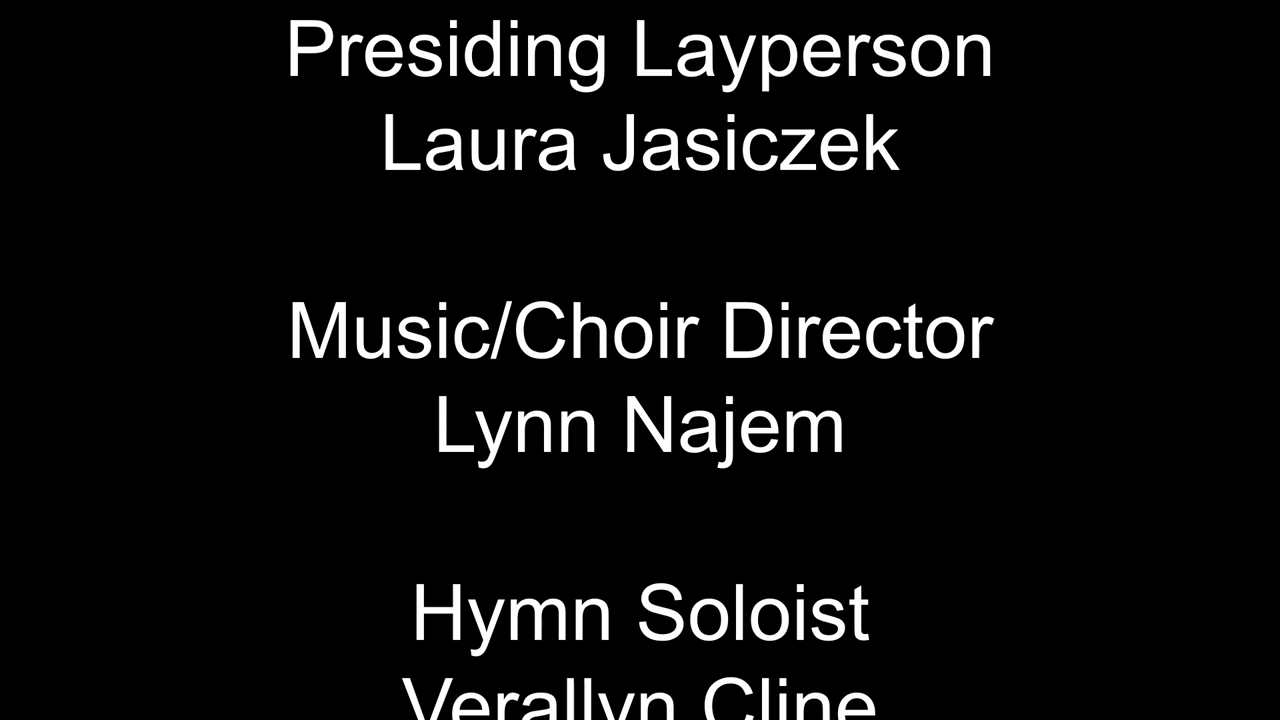 Presiding Layperson
Laura Jasiczek
Music/Choir Director
Lynn Najem
Hymn Soloist
Verallyn Cline